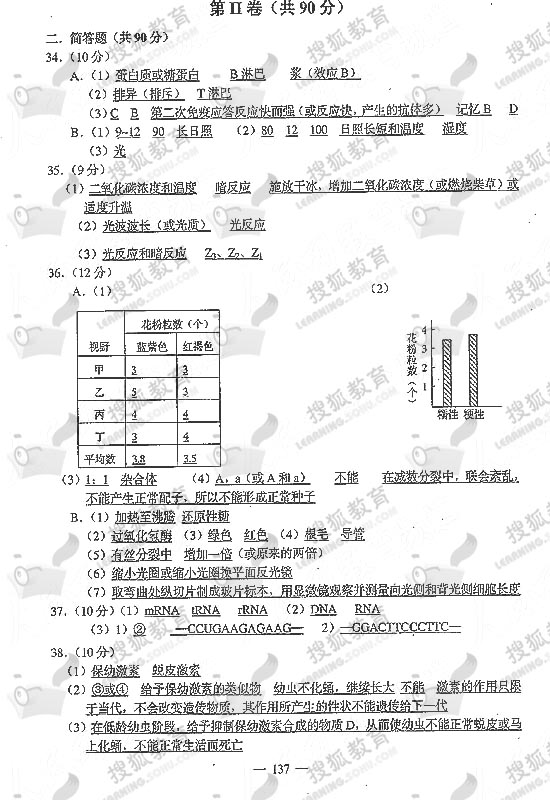 第Ⅱ卷（共90分）
二．简答题（共90分）
34．(10分)
A．(1) 蛋白质或糖蛋白 B淋巴 浆（效应B）
(2) 排异（排斥） T淋巴
(3) C B 第二次免疫应答反应快而强(或反应快，产生的抗体多) 记忆B D
B．(1) 9~12 90 长日照 (2) 80 12 100 日照长短和温度 湿度
(3) 光
35．(9分)
(1) 二氧化碳浓度和温度 暗反应 施放干冰，增加二氧化碳浓度（或燃烧柴草）或
适度升温
(2) 光波波长（或光质） 光反应
(3) 光反应和暗反应 Z₃、Z₂、Z₁
36．(12分)
A．(1) (2)
花粉粒数（个）
视野 蓝紫色 红褐色
甲 3 3
乙 5 3
丙 4 4
丁 3 4
平均数 3.8 3.5
花粉粒数（个）
4
3
2
1
糯性 粳性
(3) 1：1 杂合体 (4) A，a（或A和a） 不能 在减数分裂中，联会紊乱，
不能产生正常配子，所以不能形成正常种子
B．(1) 加热至沸腾 还原性糖
(2) 过氧化氢酶 (3) 绿色 红色 (4) 根毛 导管
(5) 有丝分裂中 增加一倍（或原来的两倍）
(6) 缩小光圈或缩小光圈换平面反光镜
(7) 取弯曲处纵切片制成玻片标本，用显微镜观察并测量向光侧和背光侧细胞长度
37．(10分) (1) mRNA tRNA rRNA (2) DNA RNA
(3) 1) ② —CCUGAAGAGAAG— 2) —GGACTTCCCTTC—
38．(10分)
(1) 保幼激素 蜕皮激素
(2) ③或④ 给予保幼激素的类似物 幼虫不化蛹，继续长大 不能 激素的作用只限
于当代，不会改变遗传物质，其作用所产生的性状不能遗传给下一代
(3) 在低龄幼虫阶段，给予抑制保幼激素合成的物质D，从而使幼虫不能正常蜕皮或马
上化蛹，不能正常生活而死亡
— 137 —
搜狐教育
LEARNING.SOHU.COM